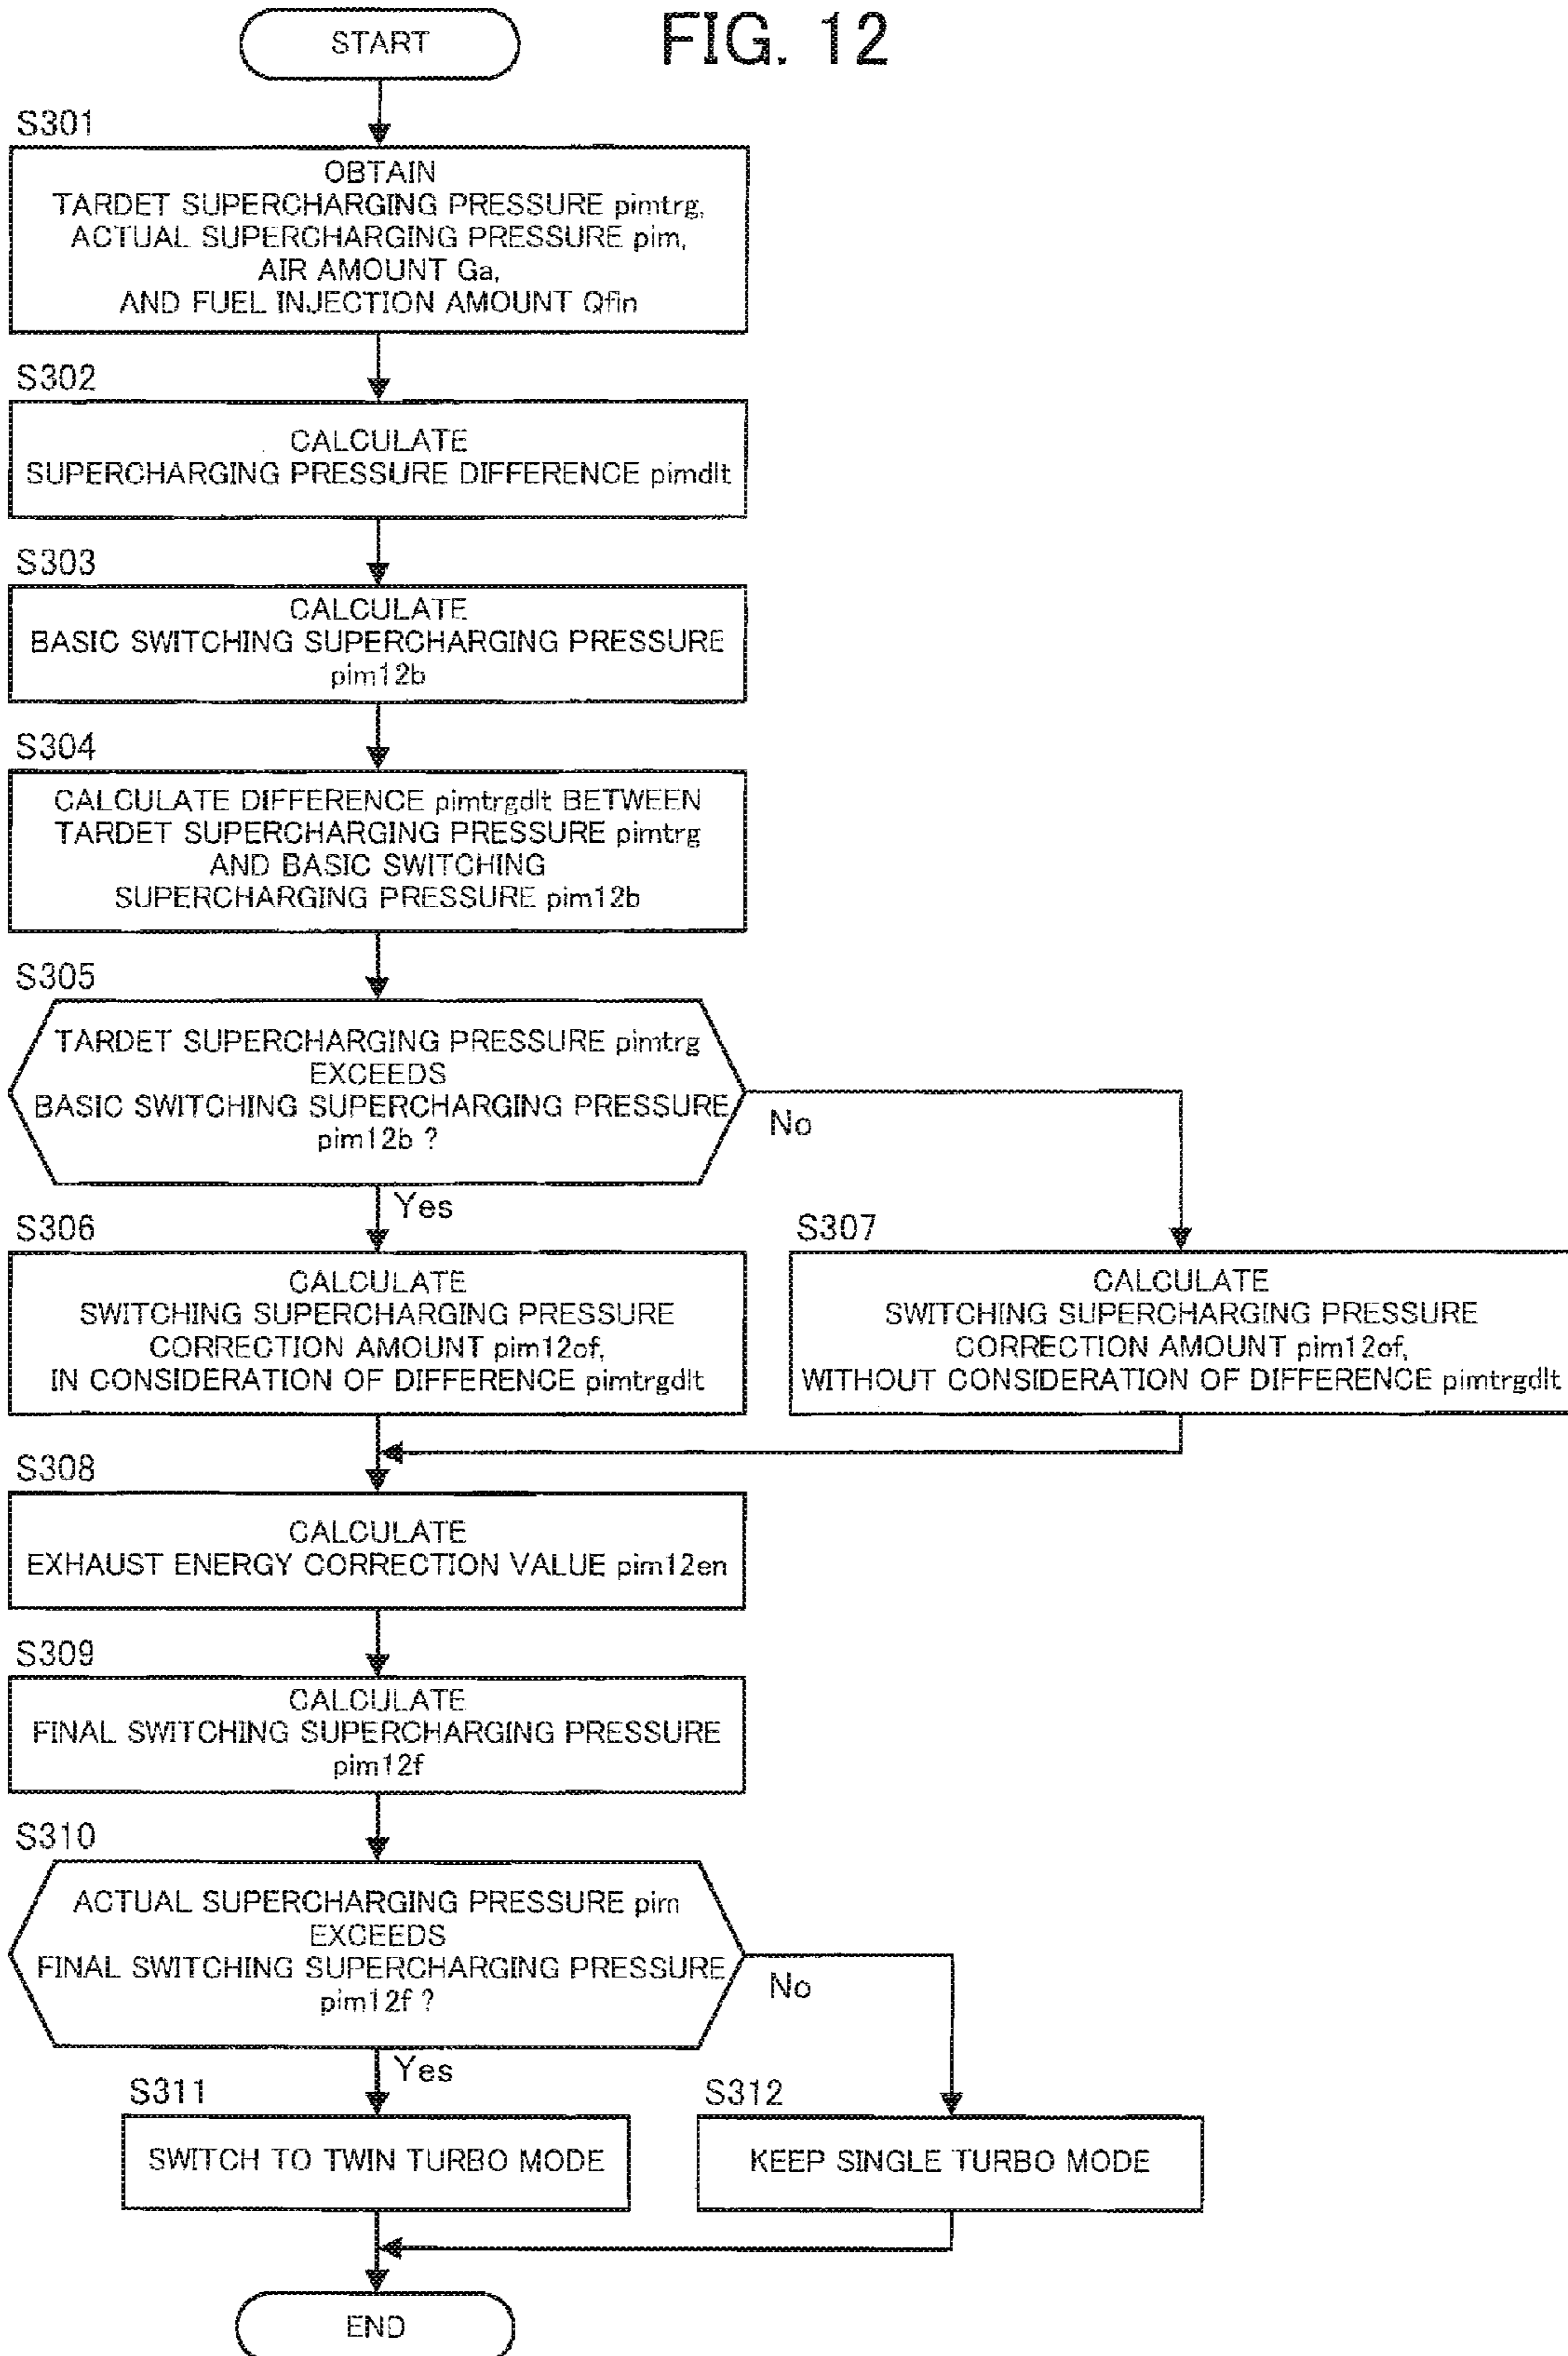 FIG. 12
START
S301
OBTAIN
TARDET SUPERCHARGING PRESSURE pimtrg,
ACTUAL SUPERCHARGING PRESSURE pim,
AIR AMOUNT Ga,
AND FUEL INJECTION AMOUNT Qfin
S302
CALCULATE
SUPERCHARGING PRESSURE DIFFERENCE pimdlt
S303
CALCULATE
BASIC SWITCHING SUPERCHARGING PRESSURE
pim12b
S304
CALCULATE DIFFERENCE pimtrgdlt BETWEEN
TARDET SUPERCHARGING PRESSURE pimtrg
AND BASIC SWITCHING
SUPERCHARGING PRESSURE pim12b
S305
TARDET SUPERCHARGING PRESSURE pimtrg
EXCEEDS
BASIC SWITCHING SUPERCHARGING PRESSURE
pim12b ?
No
Yes
S306
CALCULATE
SWITCHING SUPERCHARGING PRESSURE
CORRECTION AMOUNT pim12of,
IN CONSIDERATION OF DIFFERENCE pimtrgdlt
S307
CALCULATE
SWITCHING SUPERCHARGING PRESSURE
CORRECTION AMOUNT pim12of,
WITHOUT CONSIDERATION OF DIFFERENCE pimtrgdlt
S308
CALCULATE
EXHAUST ENERGY CORRECTION VALUE pim12en
S309
CALCULATE
FINAL SWITCHING SUPERCHARGING PRESSURE
pim12f
S310
ACTUAL SUPERCHARGING PRESSURE pim
EXCEEDS
FINAL SWITCHING SUPERCHARGING PRESSURE
pim12f ?
No
Yes
S311
SWITCH TO TWIN TURBO MODE
S312
KEEP SINGLE TURBO MODE
END